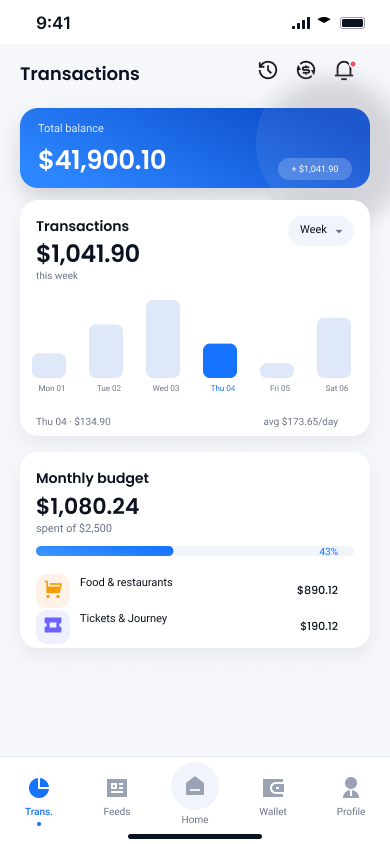 9:41
Transactions
Total balance
$41,900.10
+ $1,041.90
Transactions
Week
$1,041.90
this week
Mon 01 Tue 02 Wed 03 Thu 04 Fri 05 Sat 06
Thu 04 · $134.90 avg $173.65/day
Monthly budget
$1,080.24
spent of $2,500
43%
Food & restaurants $890.12
Tickets & Journey $190.12
Trans. Feeds Home Wallet Profile